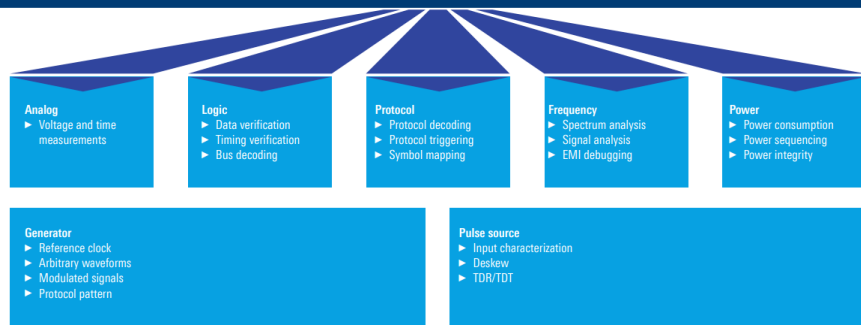 Analog
► Voltage and time
measurements
Logic
► Data verification
► Timing verification
► Bus decoding
Protocol
► Protocol decoding
► Protocol triggering
► Symbol mapping
Frequency
► Spectrum analysis
► Signal analysis
► EMI debugging
Power
► Power consumption
► Power sequencing
► Power integrity
Generator
► Reference clock
► Arbitrary waveforms
► Modulated signals
► Protocol pattern
Pulse source
► Input characterization
► Deskew
► TDR/TDT